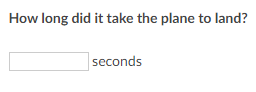 How long did it take the plane to land?
seconds